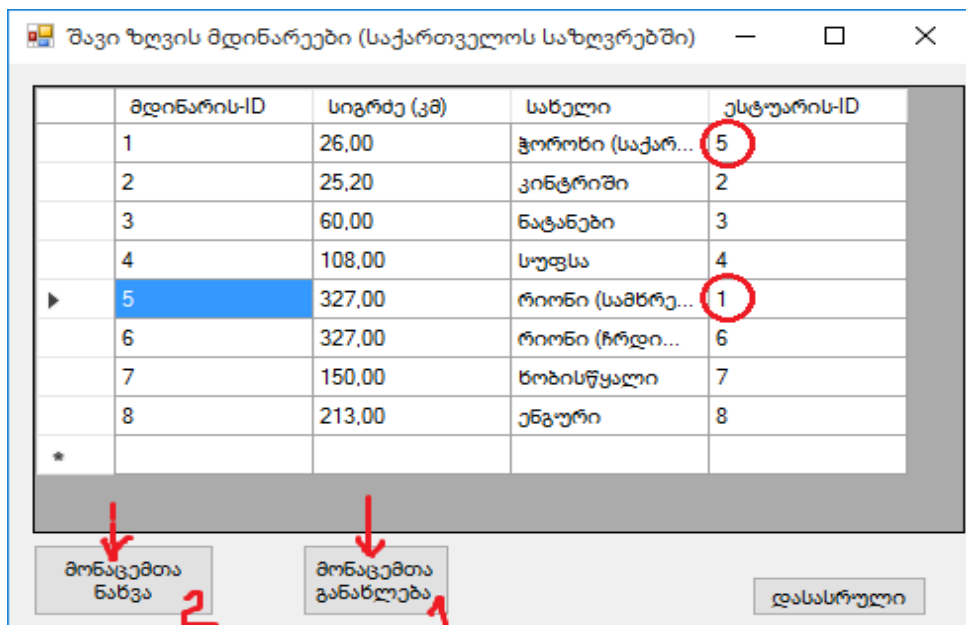 შავი ზღვის მდინარეები (საქართველოს საზღვრებში)
მდინარის-ID სიგრძე (კმ) სახელი ესტუარის-ID
1 26,00 ჭოროხი (საქარ... 5
2 25,20 კინტრიში 2
3 60,00 ნატანები 3
4 108,00 სუფსა 4
5 327,00 რიონი (სამხრე... 1
6 327,00 რიონი (ჩრდი... 6
7 150,00 ხობისწყალი 7
8 213,00 ენგური 8
მონაცემთა
ნახვა
2
მონაცემთა
განახლება
1
დასასრული